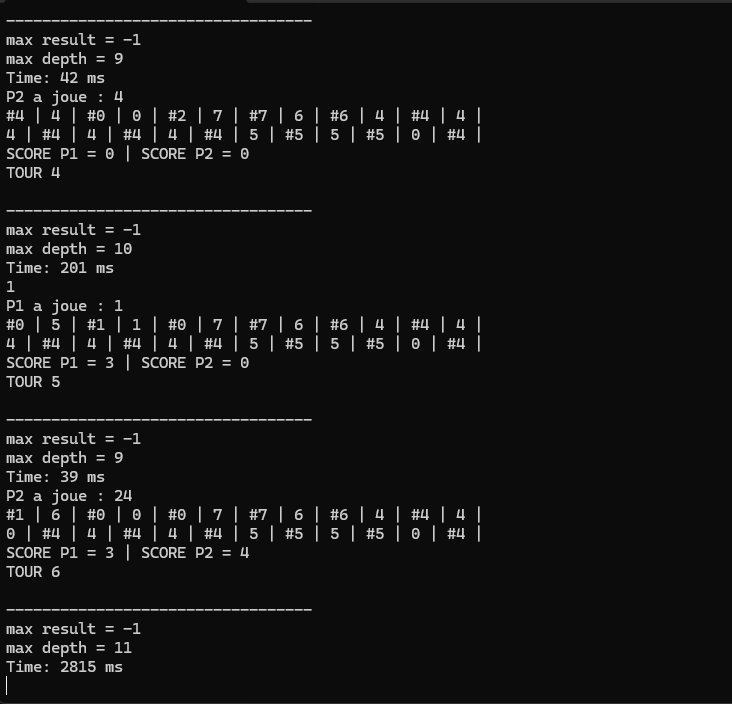 ----------------------------------
max result = -1
max depth = 9
Time: 42 ms
P2 a joue : 4
#4 | 4 | #0 | 0 | #2 | 7 | #7 | 6 | #6 | 4 | #4 | 4 |
4 | #4 | 4 | #4 | 4 | #4 | 5 | #5 | 5 | #5 | 0 | #4 |
SCORE P1 = 0 | SCORE P2 = 0
TOUR 4
----------------------------------
max result = -1
max depth = 10
Time: 201 ms
1
P1 a joue : 1
#0 | 5 | #1 | 1 | #0 | 7 | #7 | 6 | #6 | 4 | #4 | 4 |
4 | #4 | 4 | #4 | 4 | #4 | 5 | #5 | 5 | #5 | 0 | #4 |
SCORE P1 = 3 | SCORE P2 = 0
TOUR 5
----------------------------------
max result = -1
max depth = 9
Time: 39 ms
P2 a joue : 24
#1 | 6 | #0 | 0 | #0 | 7 | #7 | 6 | #6 | 4 | #4 | 4 |
0 | #4 | 4 | #4 | 4 | #4 | 5 | #5 | 5 | #5 | 0 | #4 |
SCORE P1 = 3 | SCORE P2 = 4
TOUR 6
----------------------------------
max result = -1
max depth = 11
Time: 2815 ms